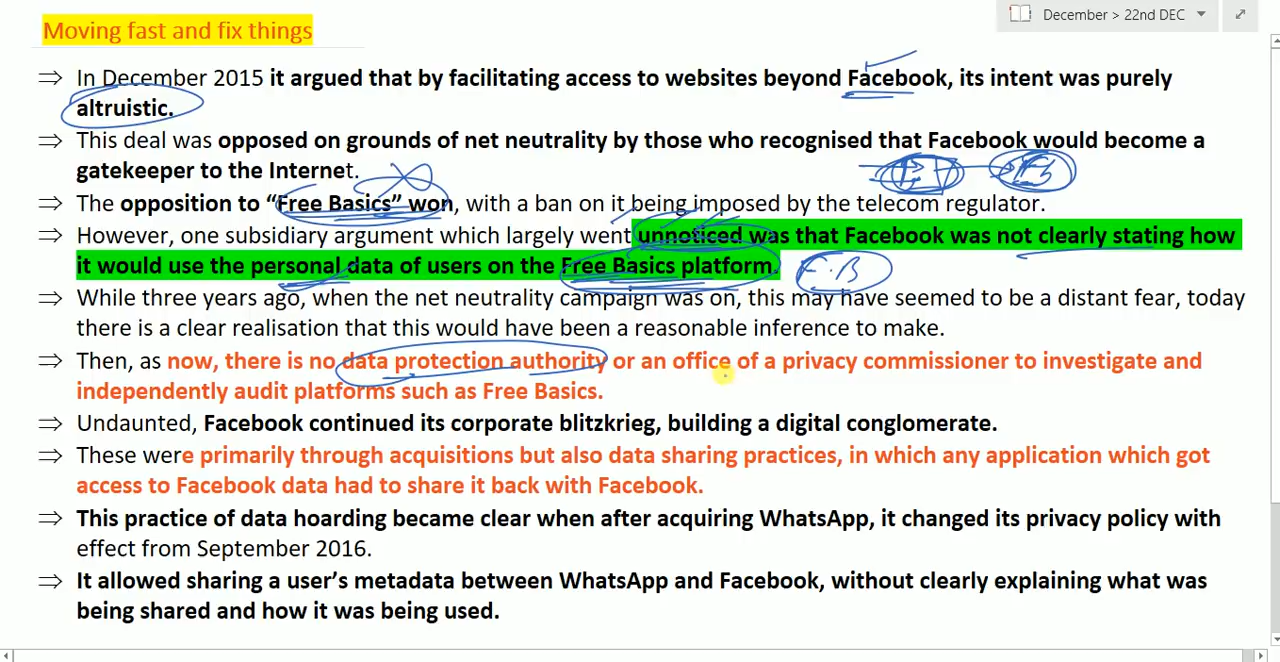 Moving fast and fix things
December > 22nd DEC
⇒ In December 2015 it argued that by facilitating access to websites beyond Facebook, its intent was purely
altruistic.
⇒ This deal was opposed on grounds of net neutrality by those who recognised that Facebook would become a
gatekeeper to the Internet.
⇒ The opposition to “Free Basics” won, with a ban on it being imposed by the telecom regulator.
⇒ However, one subsidiary argument which largely went unnoticed was that Facebook was not clearly stating how
it would use the personal data of users on the Free Basics platform. F.B
⇒ While three years ago, when the net neutrality campaign was on, this may have seemed to be a distant fear, today
there is a clear realisation that this would have been a reasonable inference to make.
⇒ Then, as now, there is no data protection authority or an office of a privacy commissioner to investigate and
independently audit platforms such as Free Basics.
⇒ Undaunted, Facebook continued its corporate blitzkrieg, building a digital conglomerate.
⇒ These were primarily through acquisitions but also data sharing practices, in which any application which got
access to Facebook data had to share it back with Facebook.
⇒ This practice of data hoarding became clear when after acquiring WhatsApp, it changed its privacy policy with
effect from September 2016.
⇒ It allowed sharing a user’s metadata between WhatsApp and Facebook, without clearly explaining what was
being shared and how it was being used.